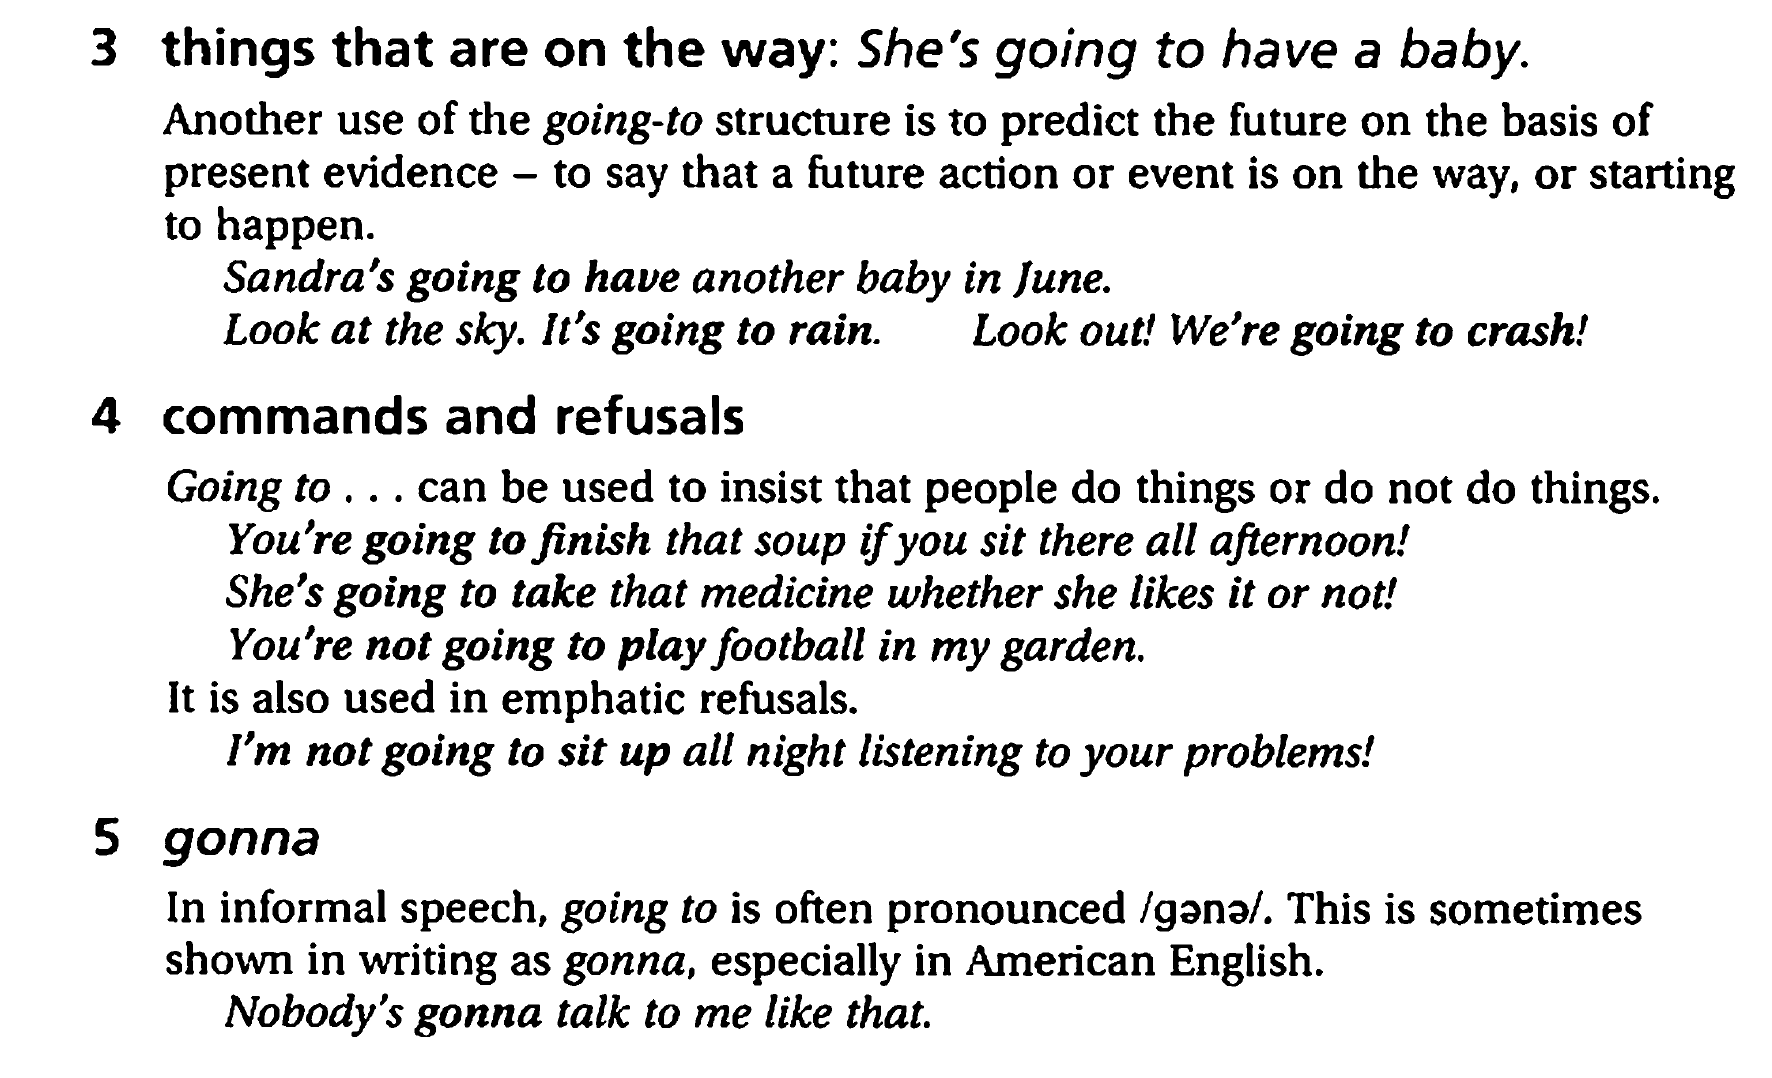 3 things that are on the way: She's going to have a baby.
Another use of the going-to structure is to predict the future on the basis of
present evidence – to say that a future action or event is on the way, or starting
to happen.
Sandra's going to have another baby in June.
Look at the sky. It's going to rain. Look out! We're going to crash!
4 commands and refusals
Going to . . . can be used to insist that people do things or do not do things.
You're going to finish that soup if you sit there all afternoon!
She's going to take that medicine whether she likes it or not!
You're not going to play football in my garden.
It is also used in emphatic refusals.
I'm not going to sit up all night listening to your problems!
5 gonna
In informal speech, going to is often pronounced /gənə/. This is sometimes
shown in writing as gonna, especially in American English.
Nobody's gonna talk to me like that.